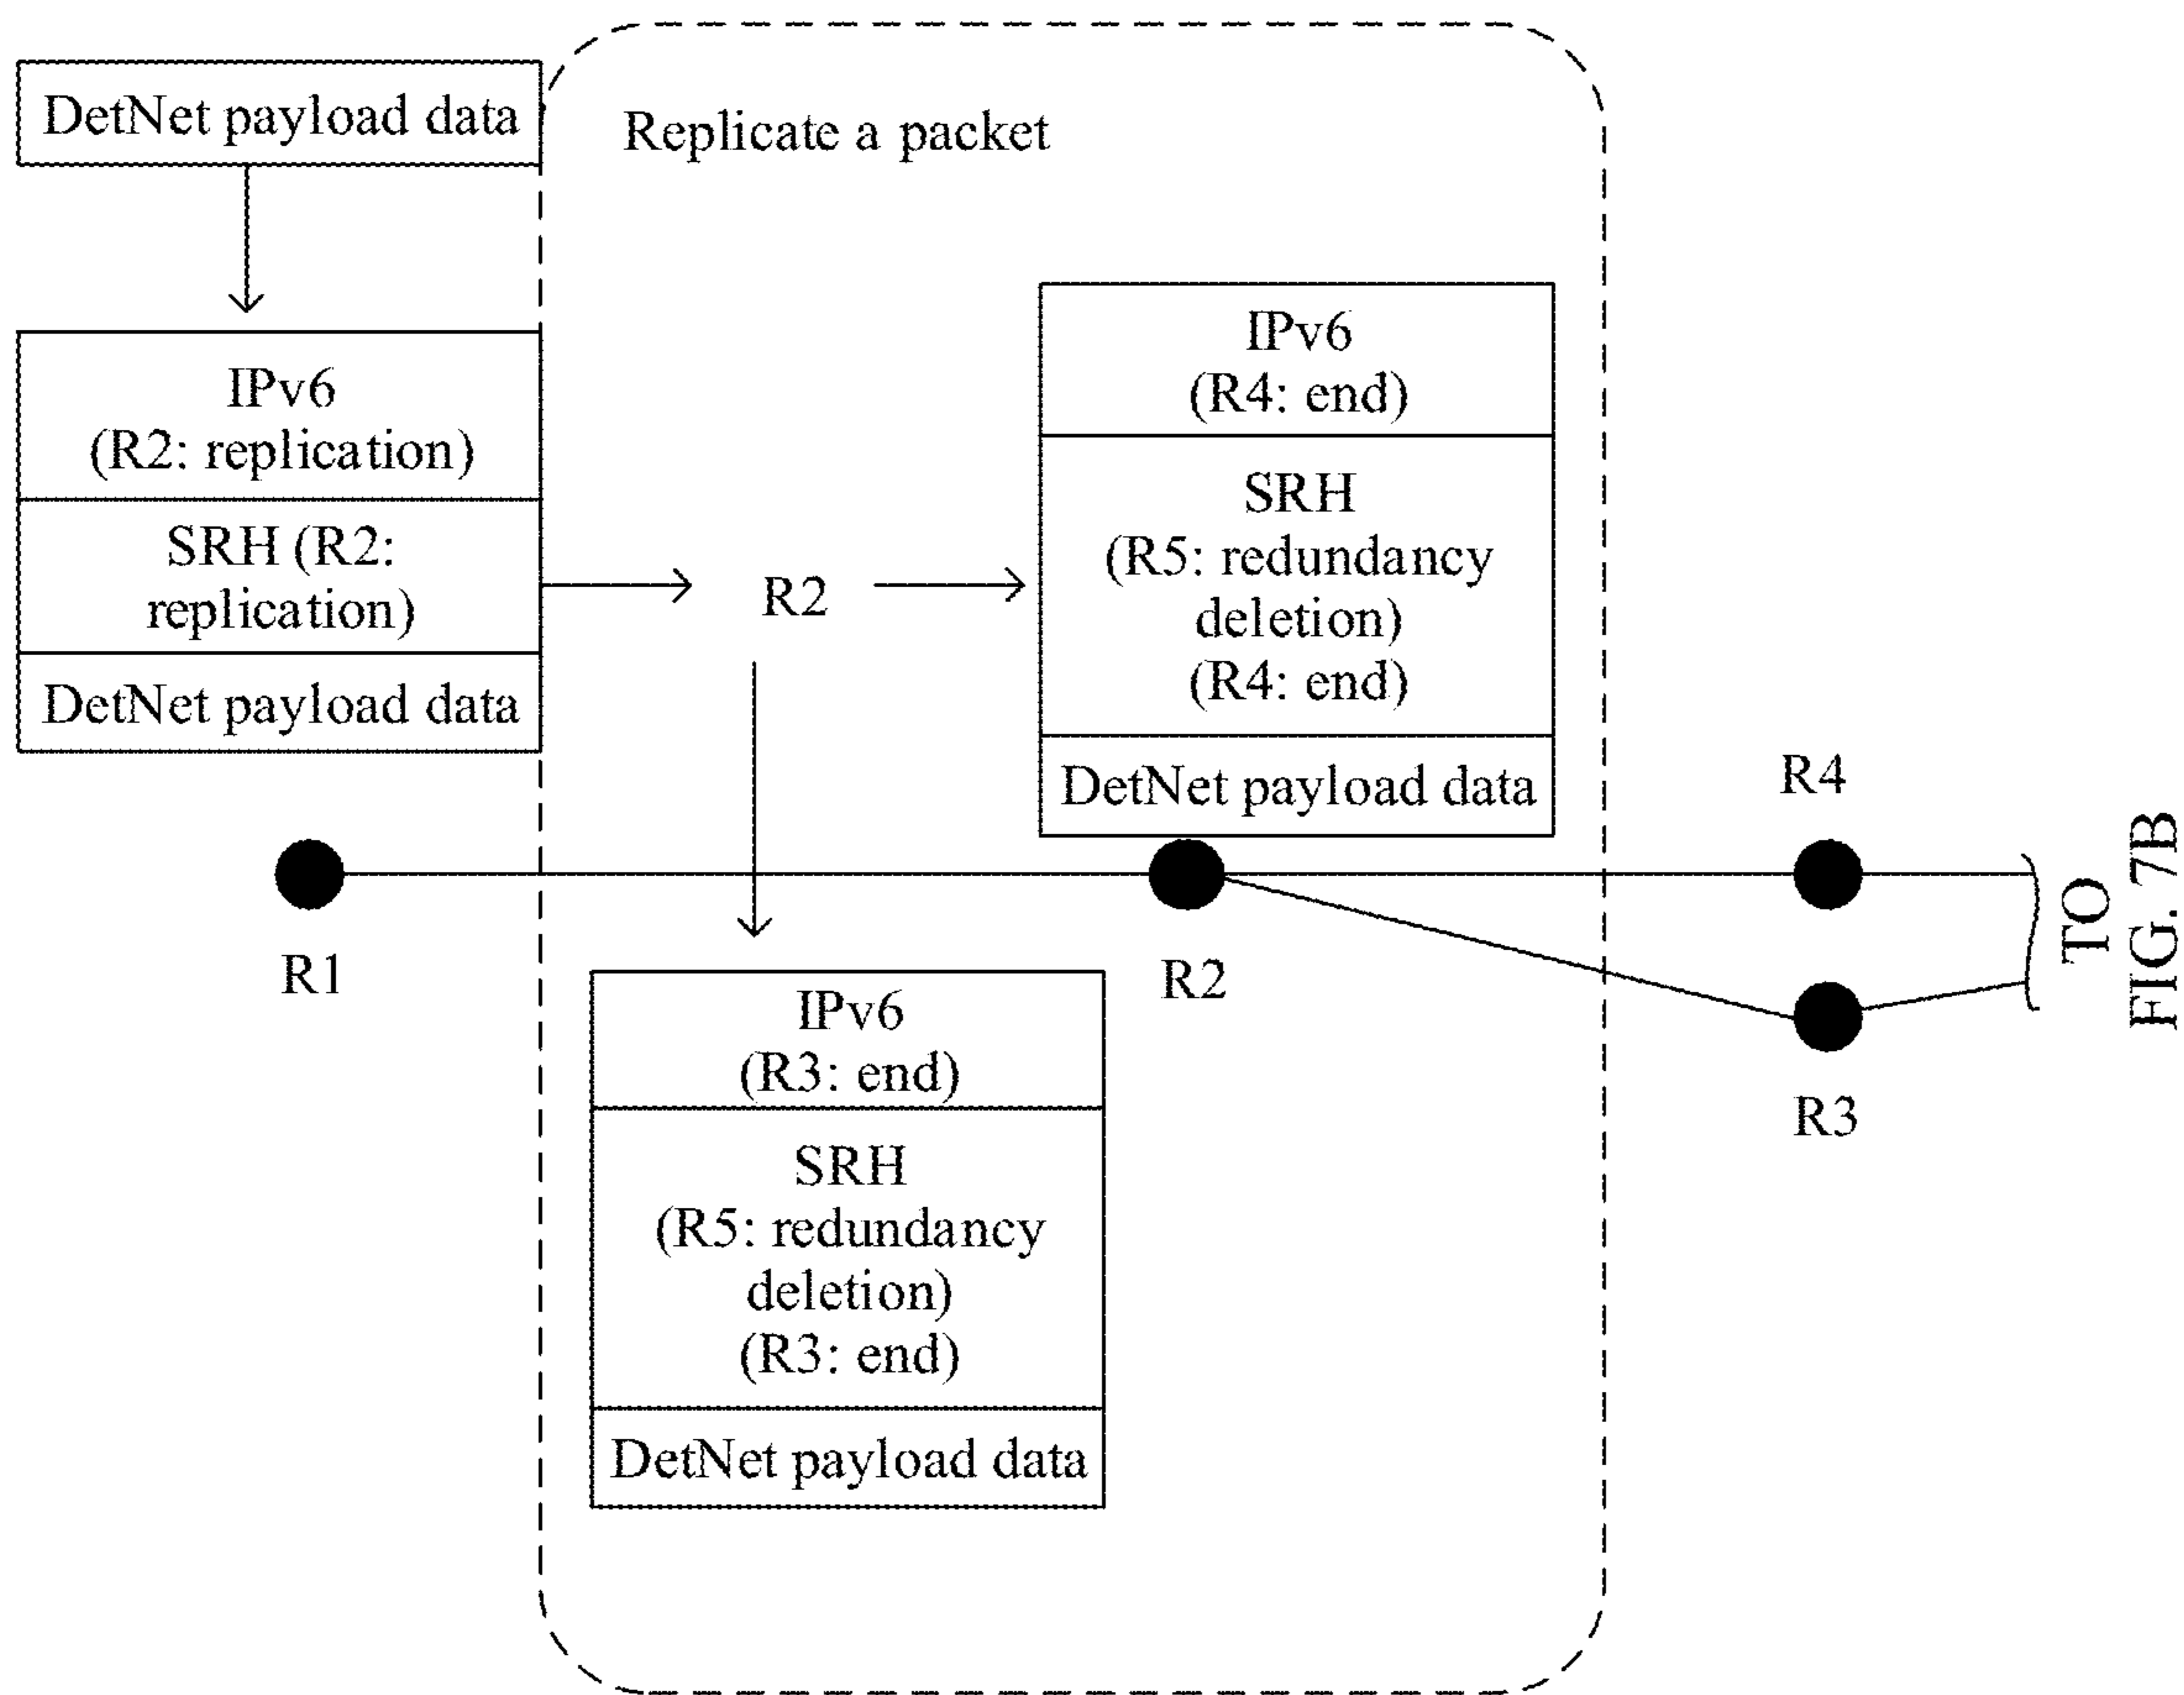 DetNet payload data
Replicate a packet
IPv6
(R2: replication)
SRH (R2:
replication)
DetNet payload data
R2
IPv6
(R4: end)
SRH
(R5: redundancy
deletion)
(R4: end)
DetNet payload data
R1
R2
R4
R3
TO
FIG. 7B
IPv6
(R3: end)
SRH
(R5: redundancy
deletion)
(R3: end)
DetNet payload data